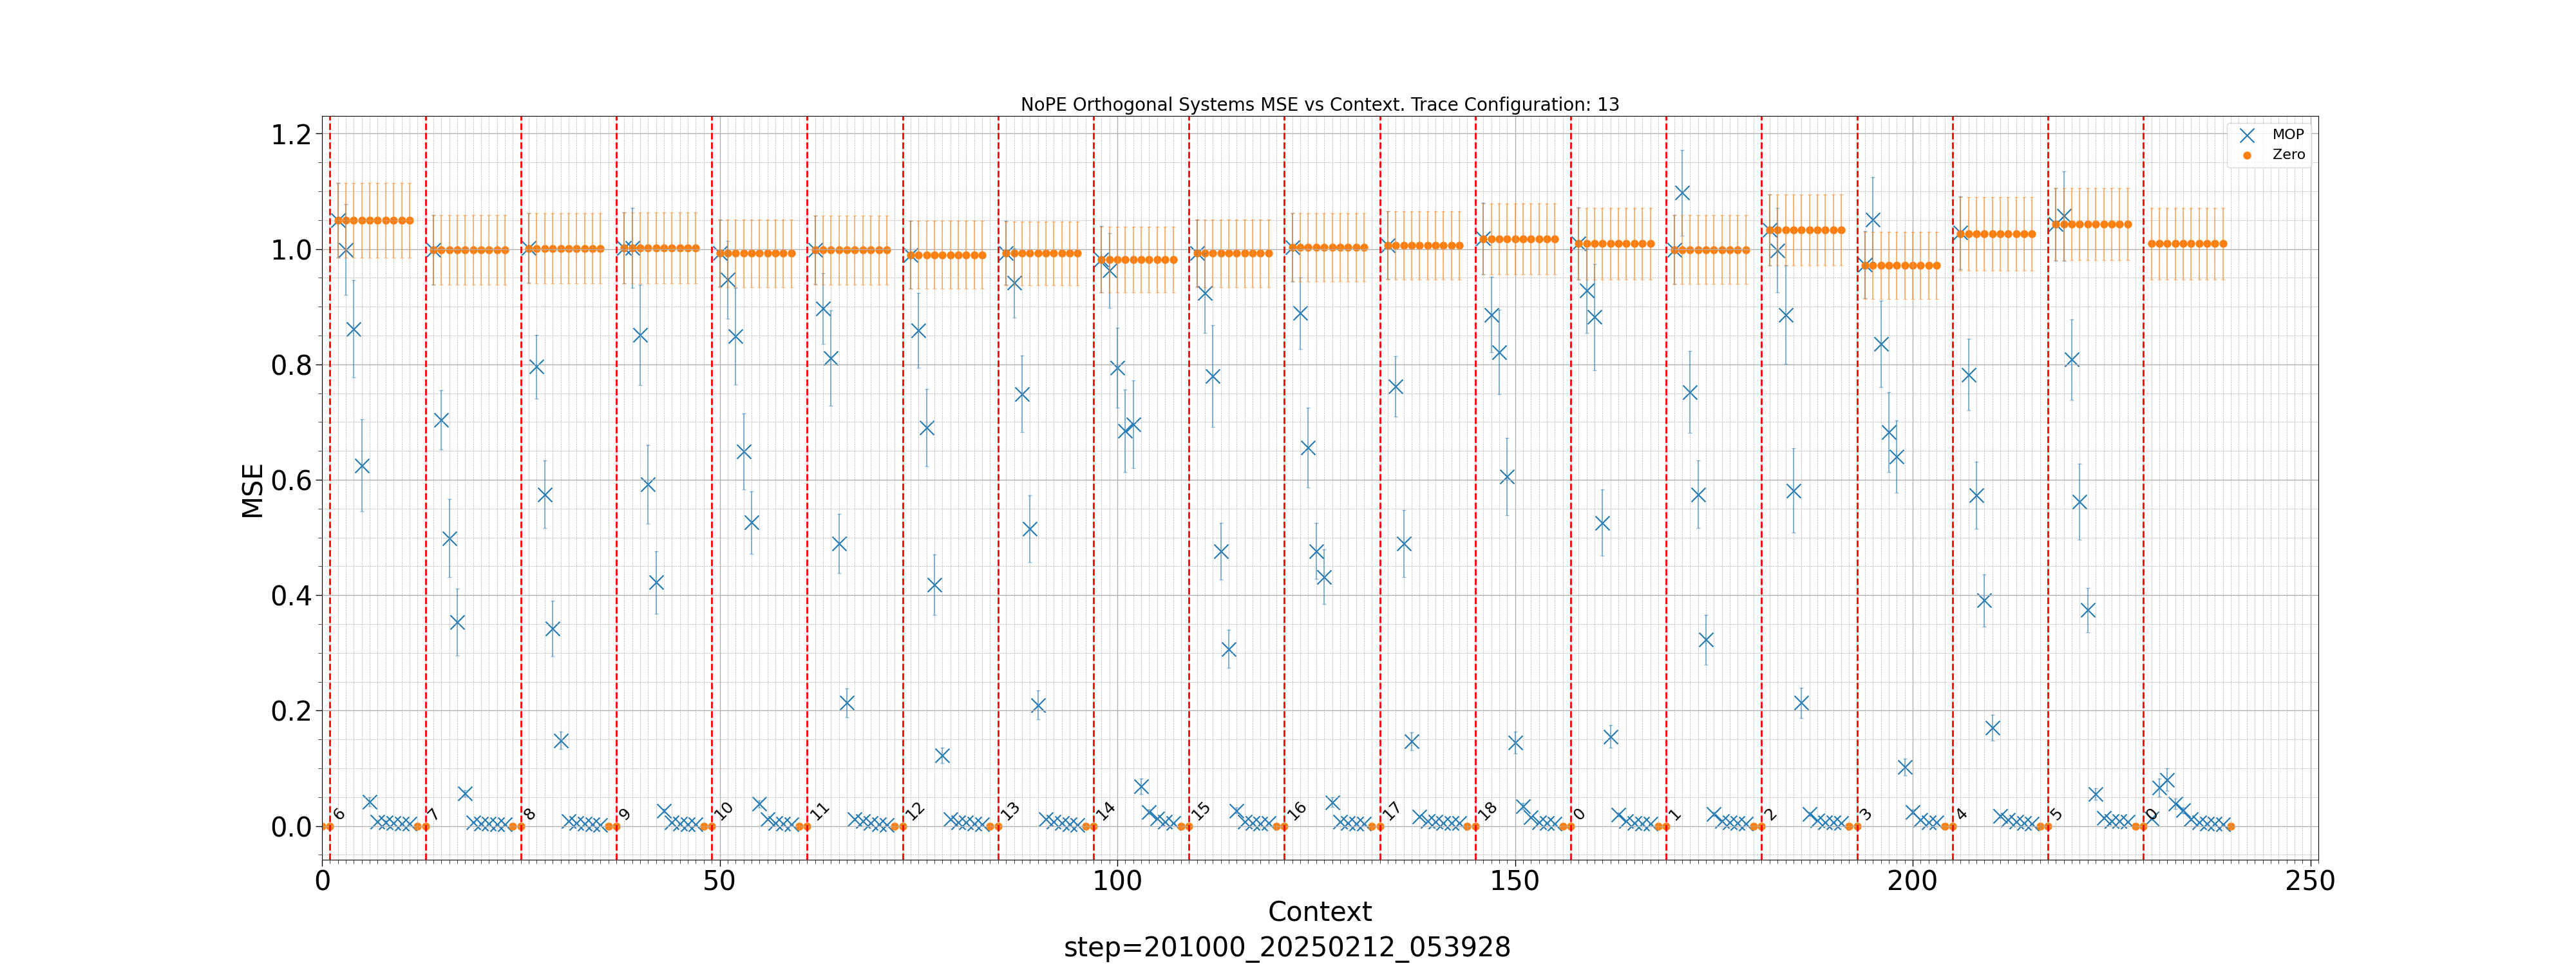 NoPE Orthogonal Systems MSE vs Context. Trace Configuration: 13
MOP
Zero
1.2
1.0
0.8
0.6
0.4
0.2
0.0
MSE
6 7 8 9 10 11 12 13 14 15 16 17 18 0 1 2 3 4 5 0
0 50 100 150 200 250
Context
step=201000_20250212_053928